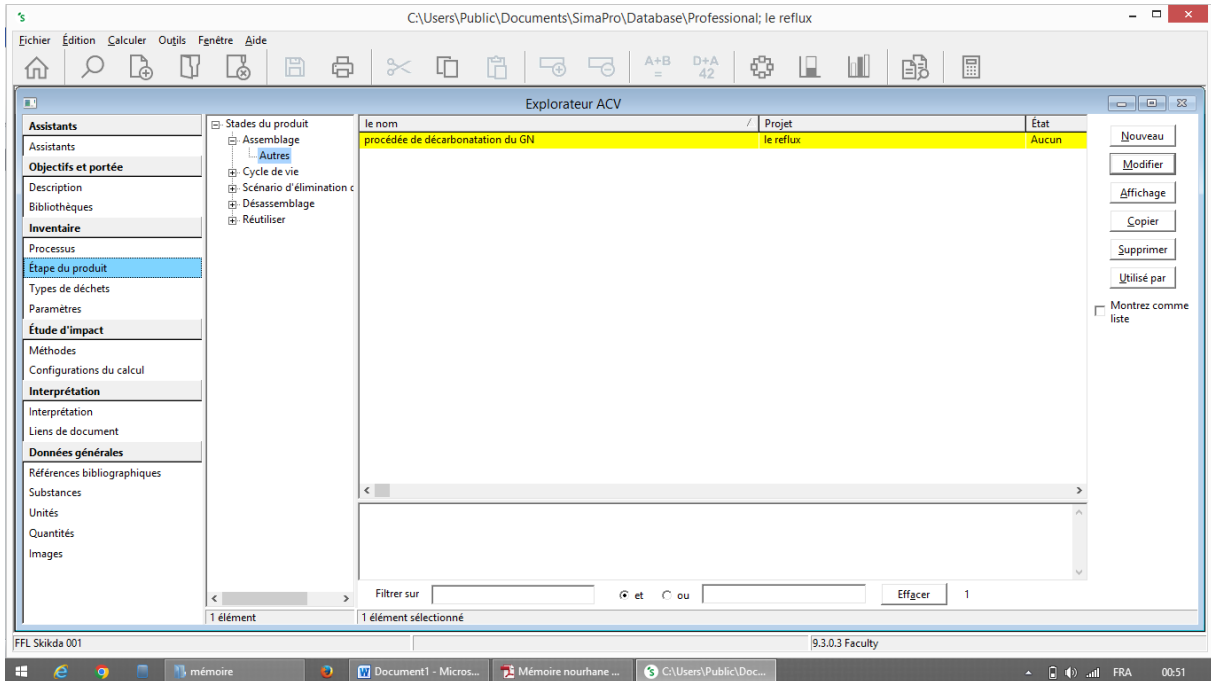 C:\Users\Public\Documents\SimaPro\Database\Professional; le reflux
Fichier Édition Calculer Outils Fenêtre Aide
A+B
=
D+A
42
Explorateur ACV
Assistants
Assistants
Objectifs et portée
Description
Bibliothèques
Inventaire
Processus
Étape du produit
Types de déchets
Paramètres
Étude d'impact
Méthodes
Configurations du calcul
Interprétation
Interprétation
Liens de document
Données générales
Références bibliographiques
Substances
Unités
Quantités
Images
Stades du produit
Assemblage
Autres
Cycle de vie
Scénario d'élimination d
Désassemblage
Réutiliser
le nom / Projet État
procédée de décarbonatation du GN le reflux Aucun
Nouveau
Modifier
Affichage
Copier
Supprimer
Utilisé par
Montrez comme
liste
Filtrer sur et ou Effacer 1
1 élément 1 élément sélectionné
FFL Skikda 001 9.3.0.3 Faculty
mémoire Document1 - Micros... Mémoire nourhane ... C:\Users\Public\Doc... FRA 00:51